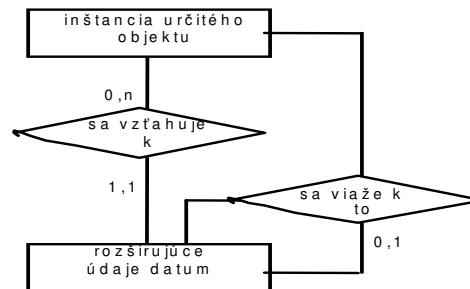 inštancia určitého
objektu
0,n
sa vzťahuje
k
1,1
sa viaže k
to
0,1
rozširujúce
údaje datum